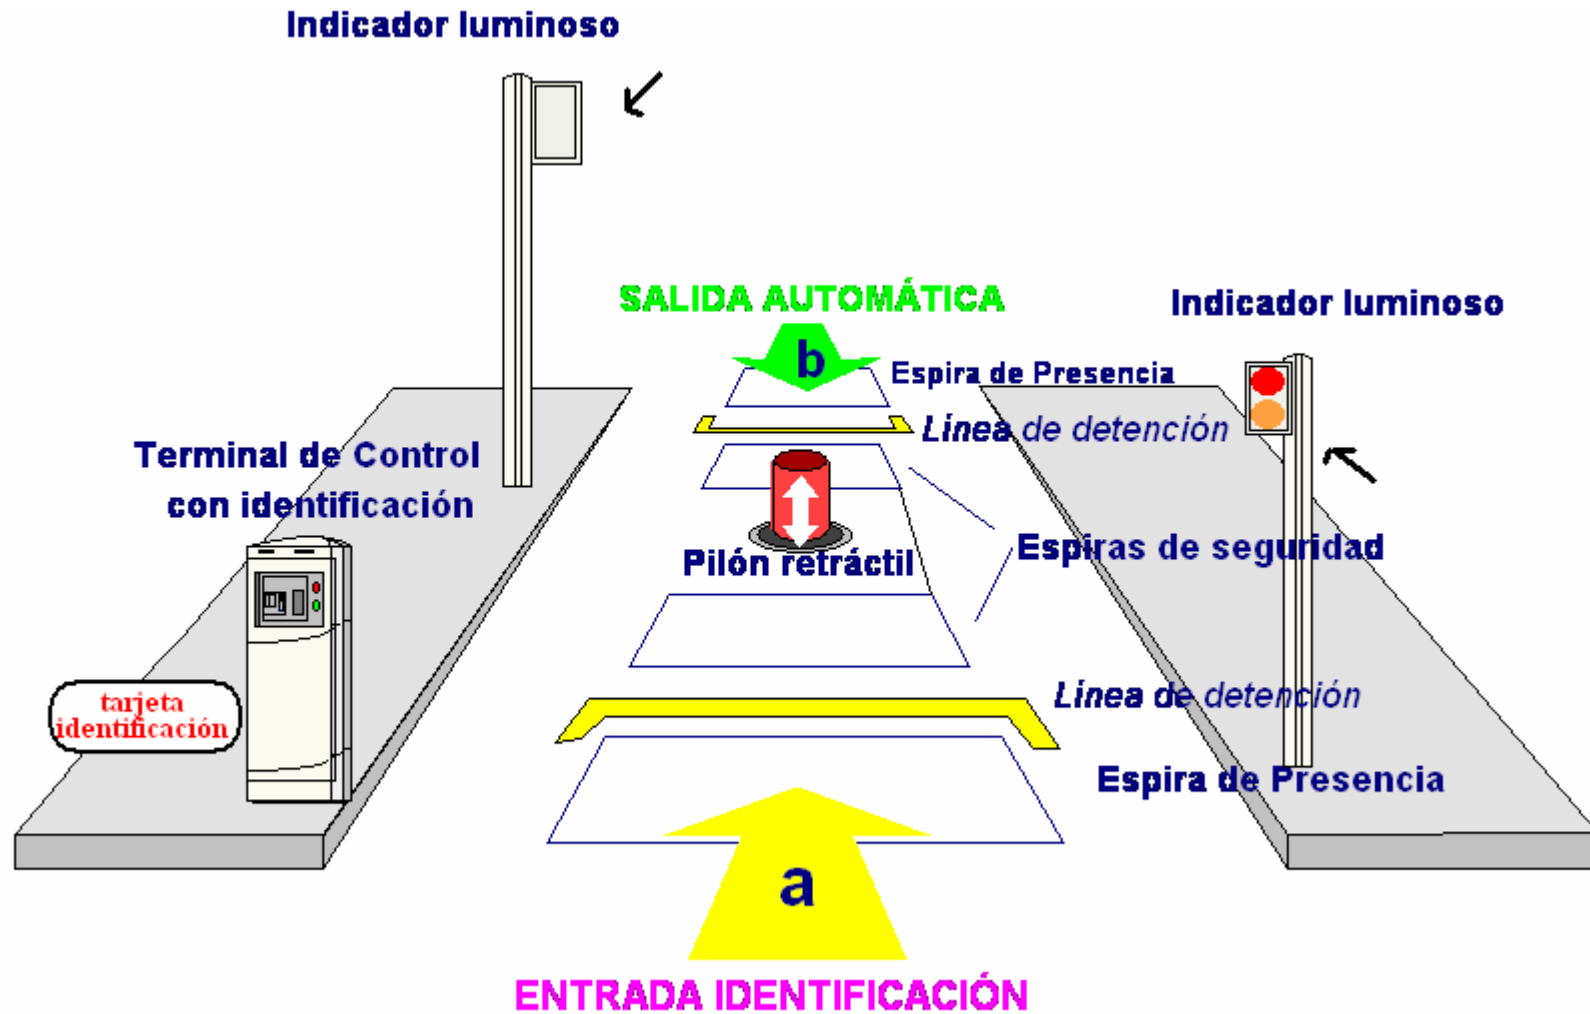 Indicador luminoso
SALIDA AUTOMÁTICA
Indicador luminoso
b
Espira de Presencia
Línea de detención
Terminal de Control
con identificación
Espiras de seguridad
Pilón retráctil
tarjeta
identificación
Línea de detención
Espira de Presencia
a
ENTRADA IDENTIFICACIÓN